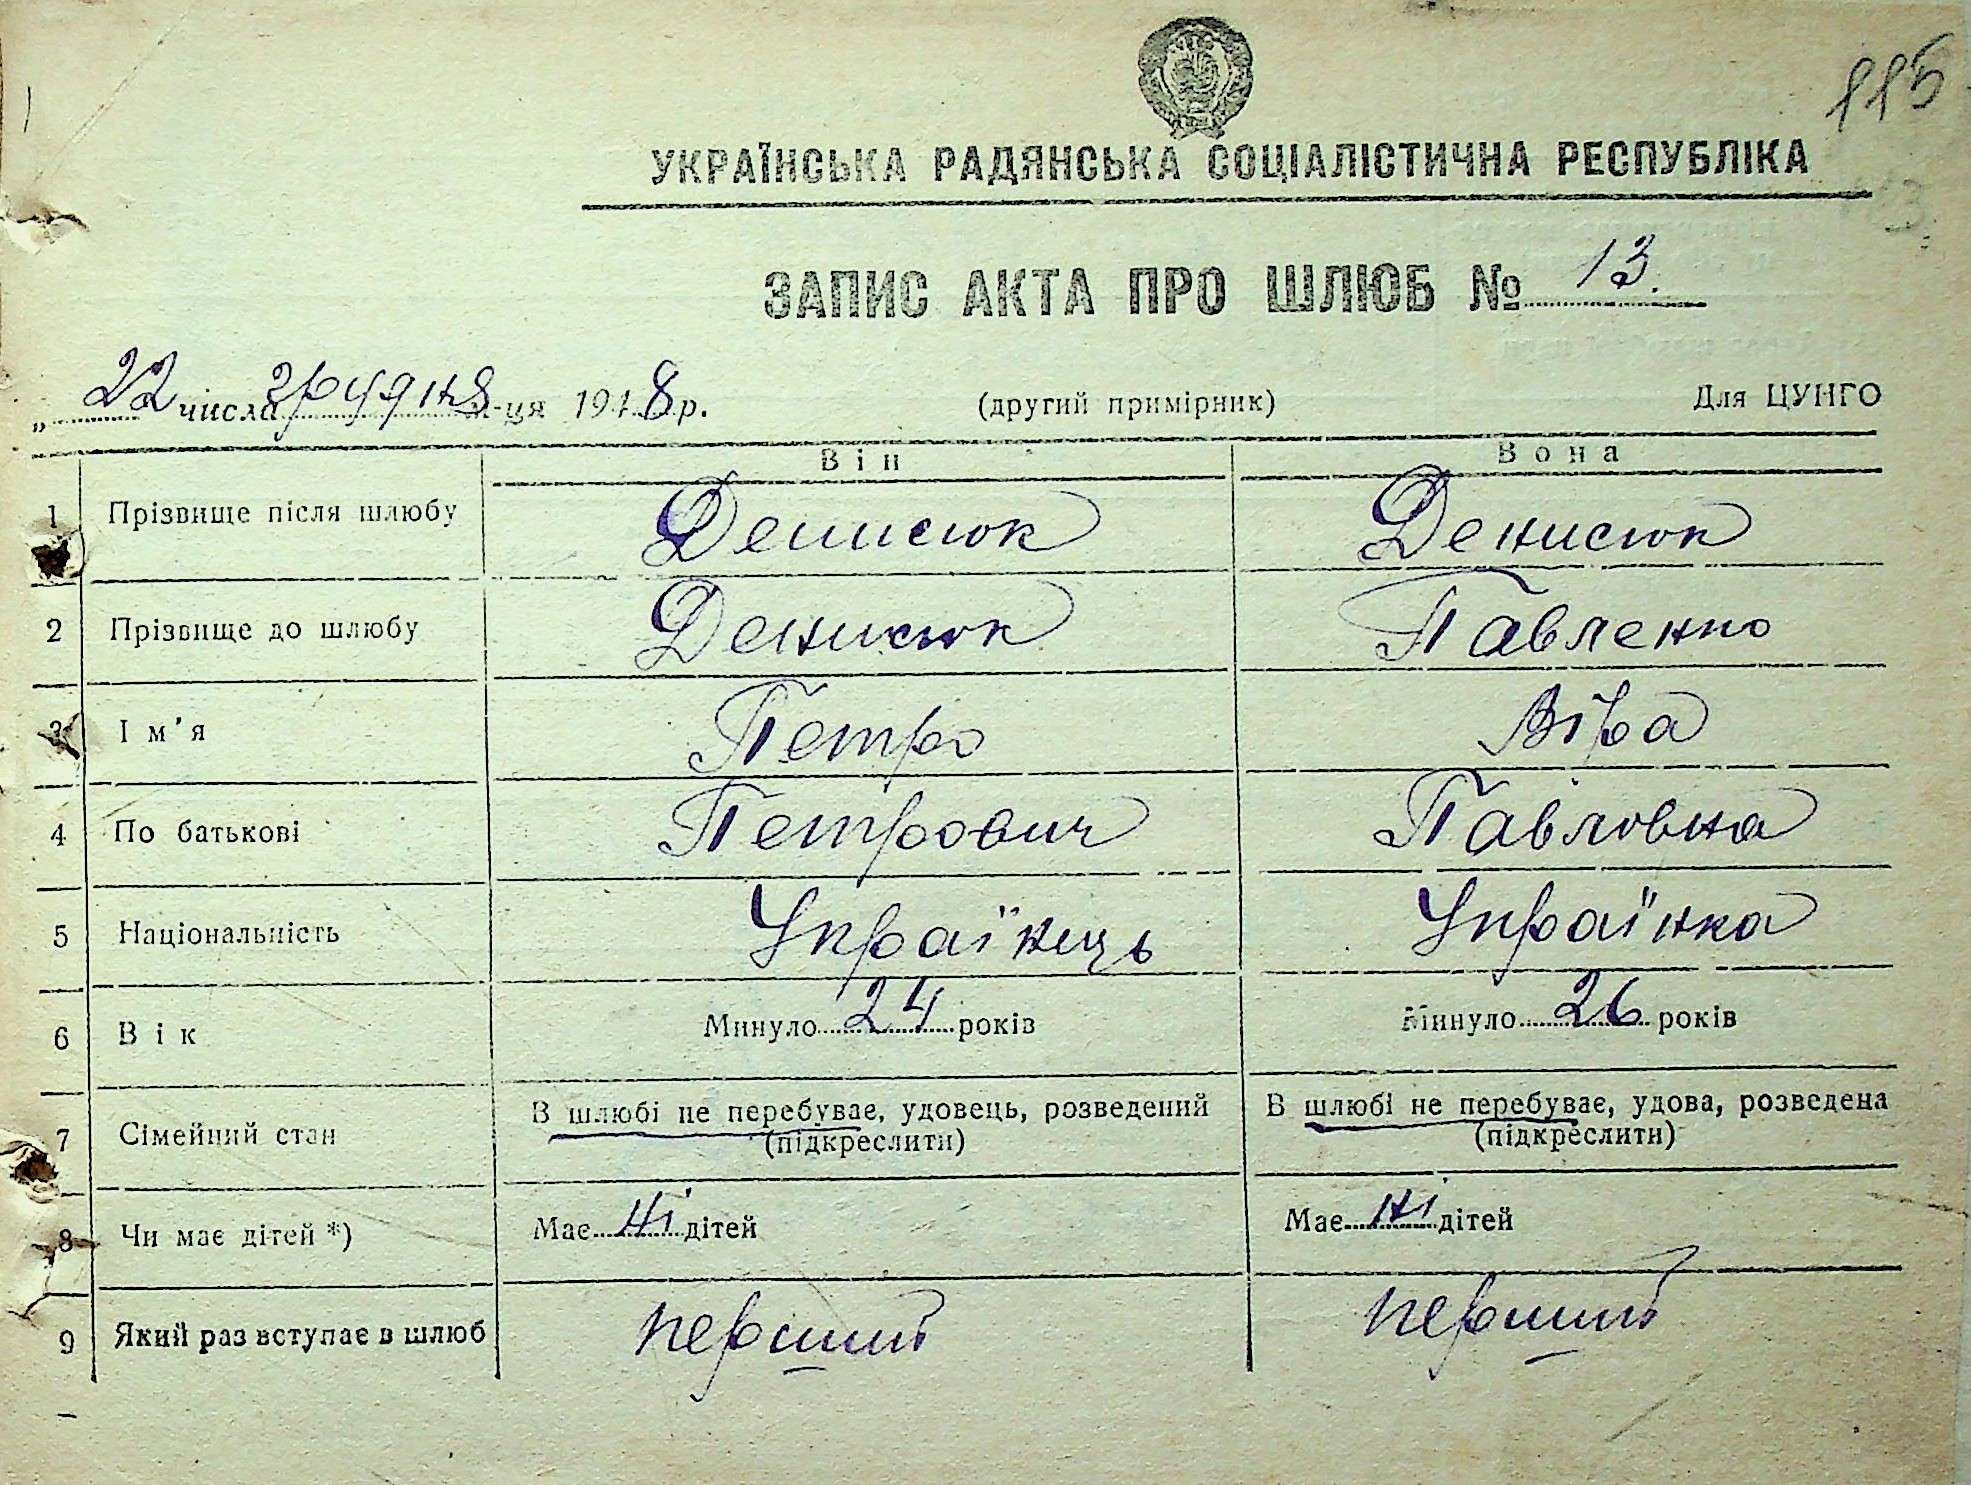 115
УКРАЇНСЬКА РАДЯНСЬКА СОЦІАЛІСТИЧНА РЕСПУБЛІКА
ЗАПИС АКТА ПРО ШЛЮБ № 13.
„ 22 числа грудня м-ця 1948 р. (другий примірник) Для ЦУНГО
Він Вона
1 Прізвище після шлюбу Денисюк Денисюк
2 Прізвище до шлюбу Денисюк Павленко
3 Ім'я Петро Віра
4 По батькові Петрович Павловна
5 Національність Українець Українка
6 Вік Минуло 24 років Минуло 26 років
7 Сімейний стан В шлюбі не перебуває, удовець, розведений В шлюбі не перебуває, удова, розведена
(підкреслити) (підкреслити)
8 Чи має дітей *) Має ні дітей Має ні дітей
9 Який раз вступає в шлюб перший перший